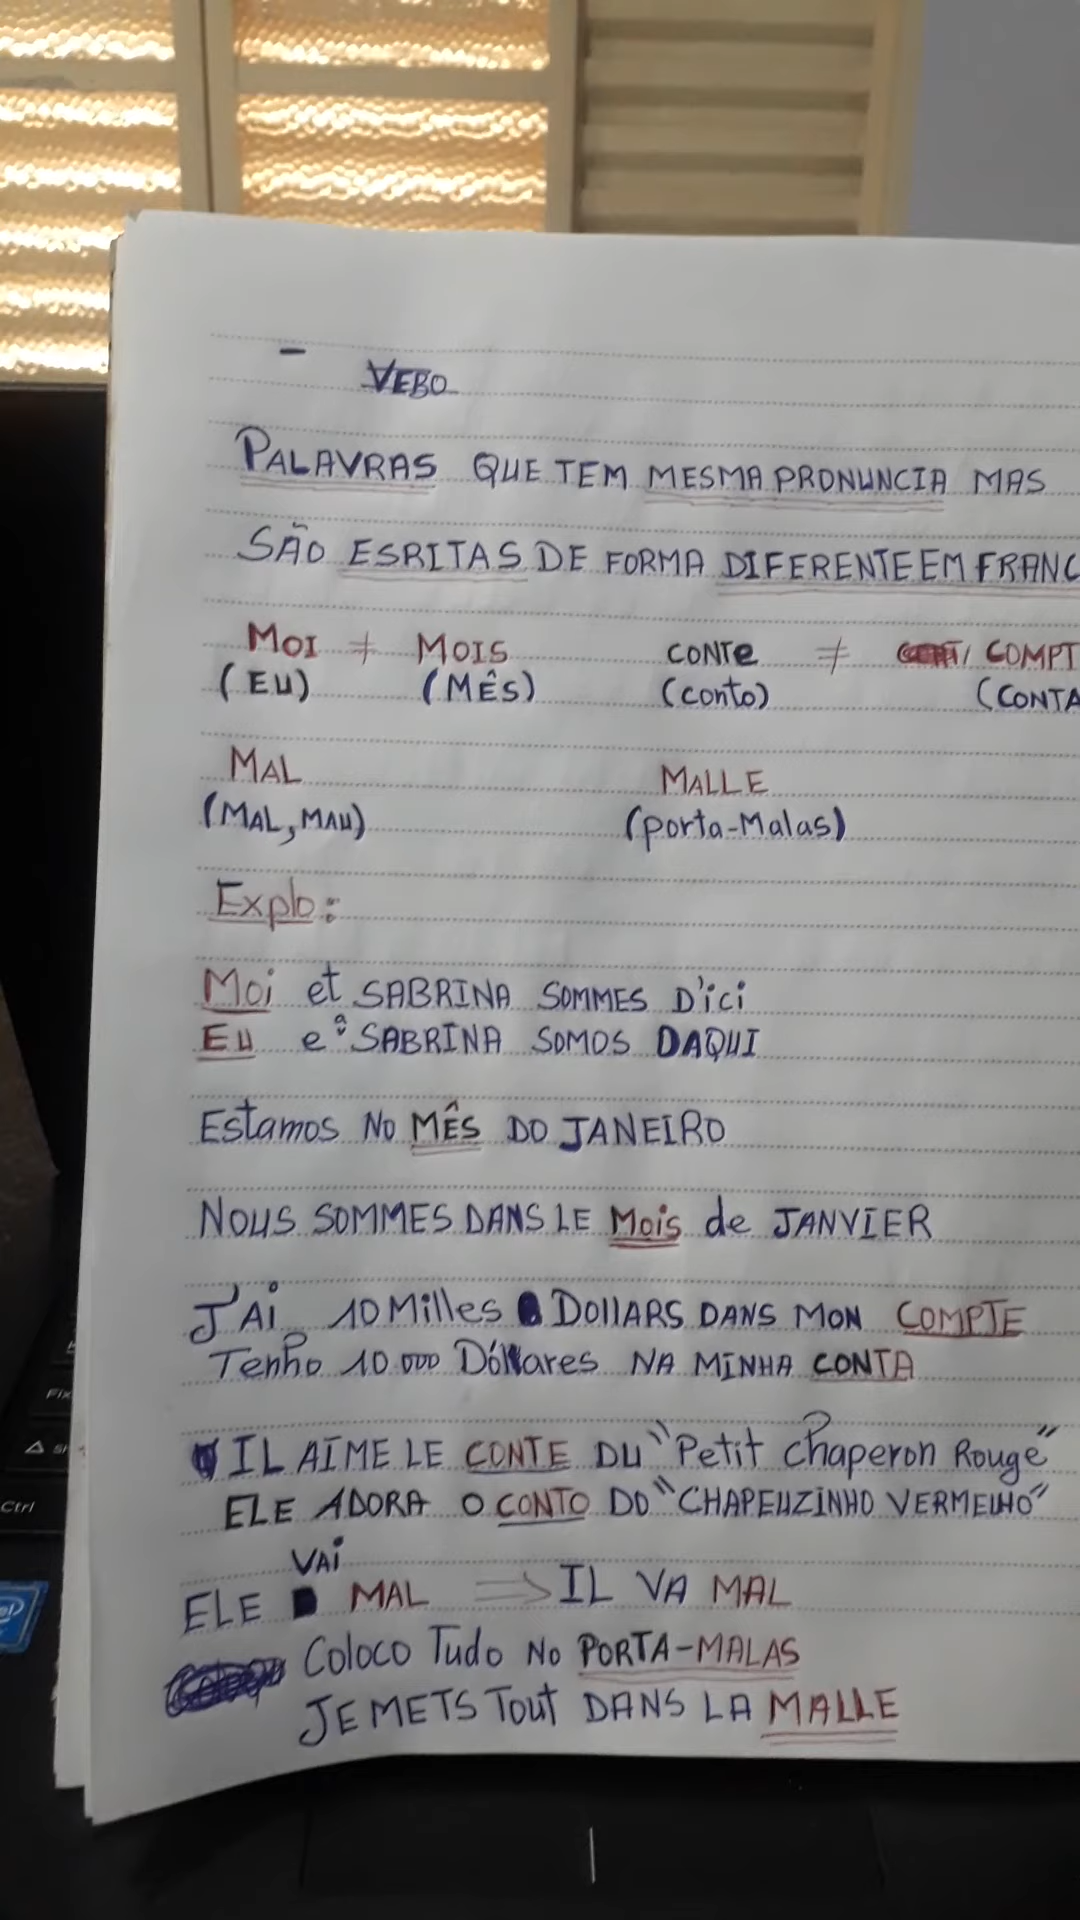 VEBO
PALAVRAS QUE TEM MESMA PRONUNCIA MAS
SÃO ESRITAS DE FORMA DIFERENTE EM FRANC
MOI ≠ MOIS CONTE ≠ COMPT
(EU) (MÊS) (conto) (CONTA
MAL MALLE
(MAL, MAU) (porta-Malas)
Explo:
Moi et SABRINA SOMMES D'ici
EU e a SABRINA SOMOS DAQUI
Estamos NO MÊS DO JANEIRO
NOUS SOMMES DANS LE Mois de JANVIER
J'Ai 10 Milles DOllARS DANS MON COMPTE
Tenho 10.000 Dóllares NA MINHA CONTA
IL AIME LE CONTE DU "Petit Chaperon Rouge"
ELE ADORA O CONTO DO "CHAPEUZINHO VERMELHO"
VAi
ELE MAL ⇒ IL VA MAL
COLOCO TUDO NO PORTA-MALAS
JE METS TOUT DANS LA MALLE
Ctrl